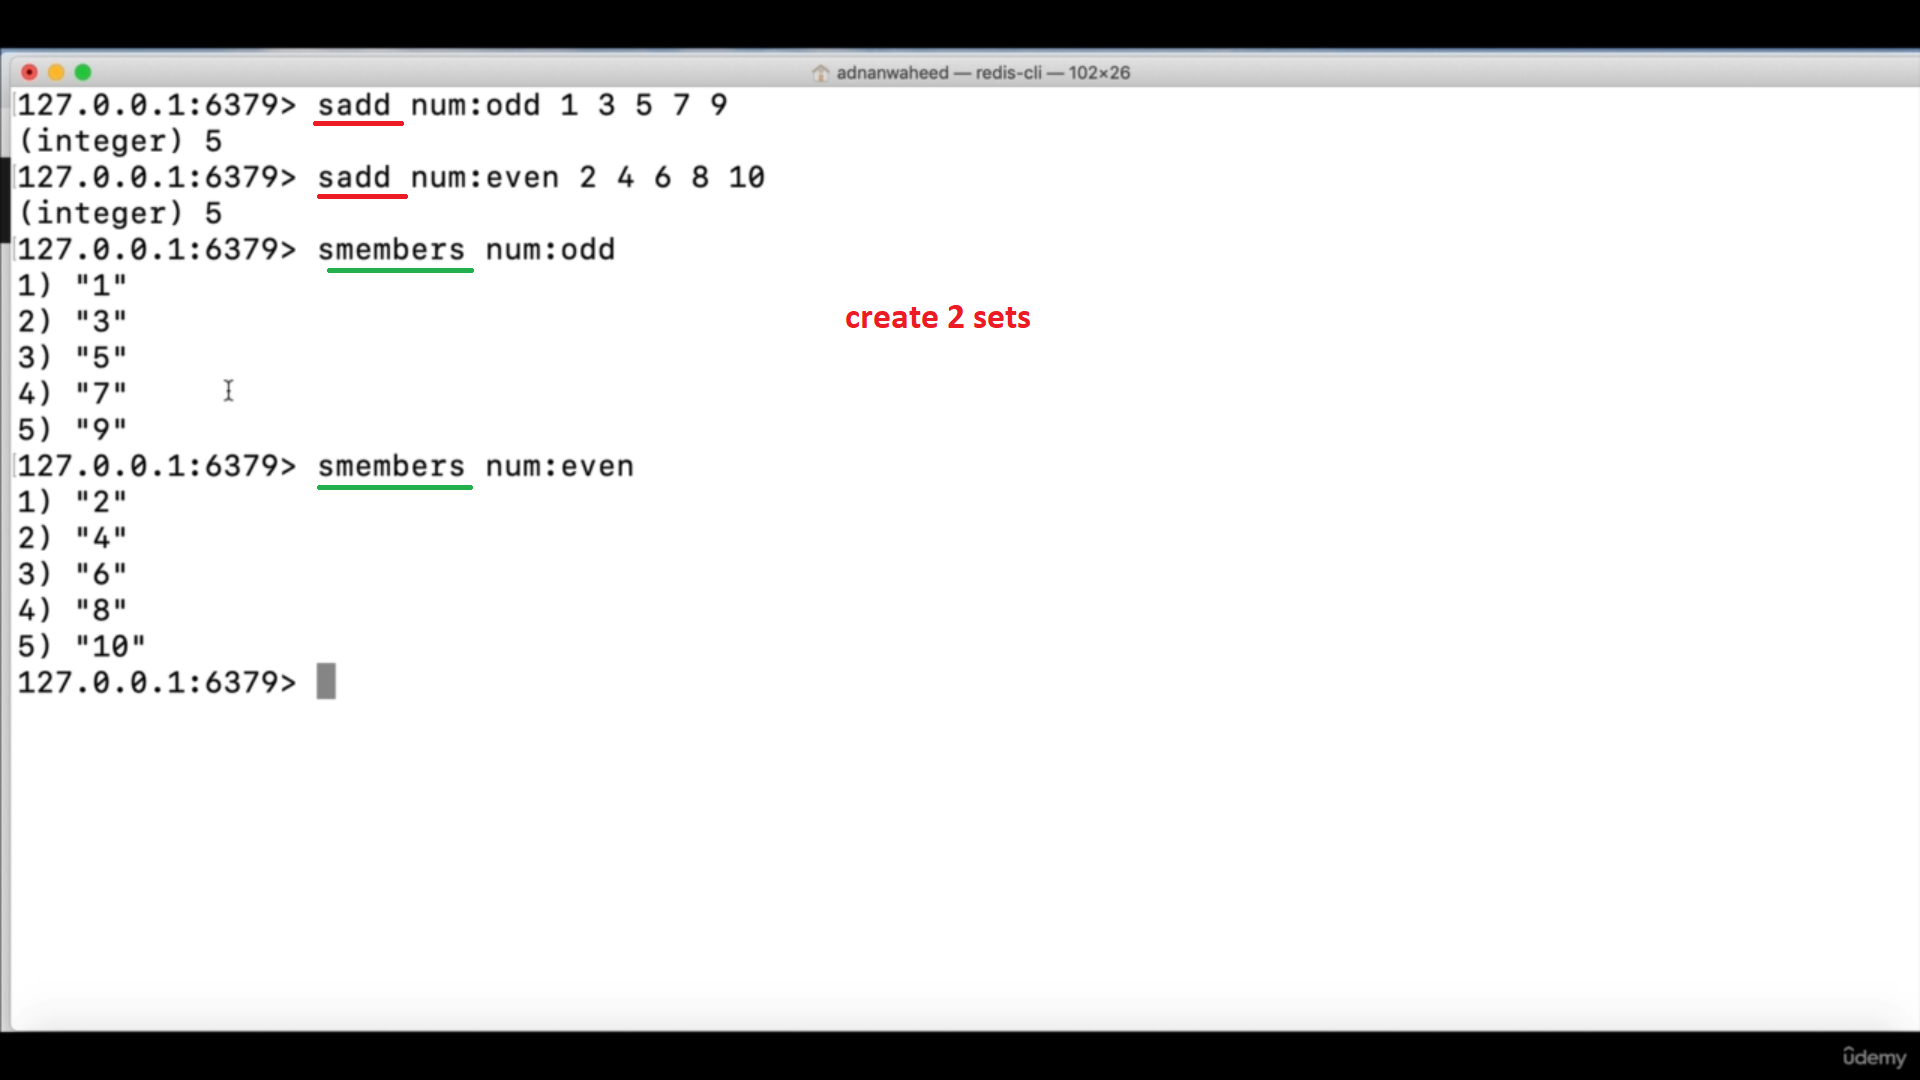 adnanwaheed — redis-cli — 102×26
127.0.0.1:6379> sadd num:odd 1 3 5 7 9
(integer) 5
127.0.0.1:6379> sadd num:even 2 4 6 8 10
(integer) 5
127.0.0.1:6379> smembers num:odd
1) "1"
2) "3"
3) "5"
4) "7"
5) "9"
create 2 sets
127.0.0.1:6379> smembers num:even
1) "2"
2) "4"
3) "6"
4) "8"
5) "10"
127.0.0.1:6379>
ûdemy